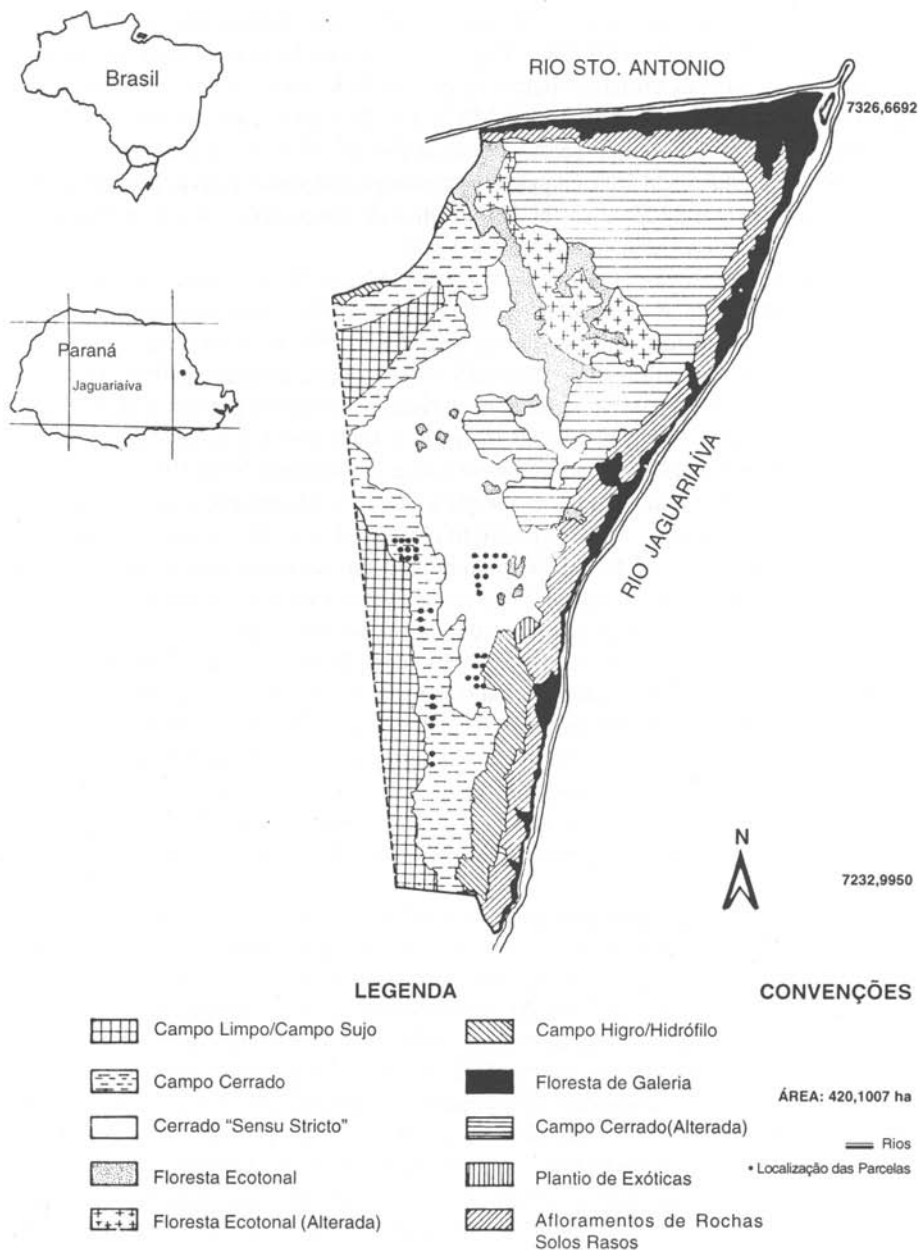 Brasil
RIO STO. ANTONIO
7326,6692
Paraná
Jaguariaíva
RIO JAGUARIAÍVA
N
7232,9950
LEGENDA
CONVENÇÕES
Campo Limpo/Campo Sujo
Campo Cerrado
Cerrado "Sensu Stricto"
Floresta Ecotonal
Floresta Ecotonal (Alterada)
Campo Higro/Hidrófilo
Floresta de Galeria
Campo Cerrado(Alterada)
Plantio de Exóticas
Afloramentos de Rochas
Solos Rasos
ÁREA: 420,1007 ha
Rios
• Localização das Parcelas